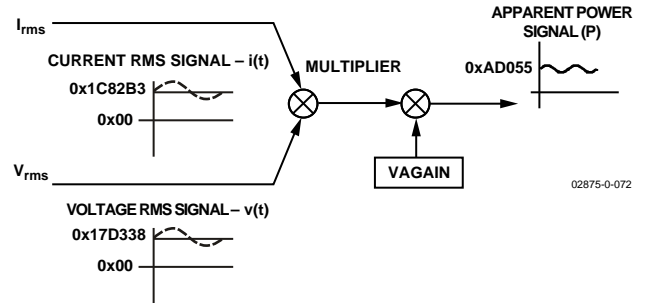 APPARENT POWER
SIGNAL (P)
Irms
CURRENT RMS SIGNAL – i(t)
MULTIPLIER
0xAD055
0x1C82B3
0x00
Vrms
VAGAIN
02875-0-072
VOLTAGE RMS SIGNAL – v(t)
0x17D338
0x00